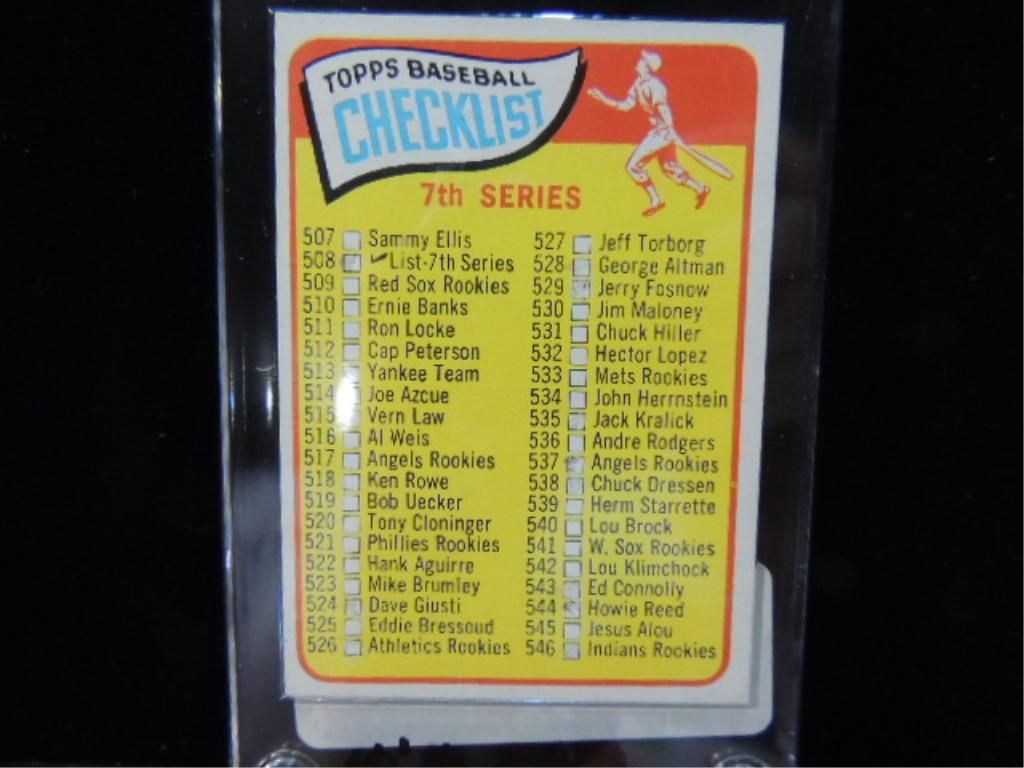 TOPPS BASEBALL
CHECKLIST
7th SERIES
507 Sammy Ellis
508 List-7th Series
509 Red Sox Rookies
510 Ernie Banks
511 Ron Locke
512 Cap Peterson
513 Yankee Team
514 Joe Azcue
515 Vern Law
516 Al Weis
517 Angels Rookies
518 Ken Rowe
519 Bob Uecker
520 Tony Cloninger
521 Phillies Rookies
522 Hank Aguirre
523 Mike Brumley
524 Dave Giusti
525 Eddie Bressoud
526 Athletics Rookies
527 Jeff Torborg
528 George Altman
529 Jerry Fosnow
530 Jim Maloney
531 Chuck Hiller
532 Hector Lopez
533 Mets Rookies
534 John Herrnstein
535 Jack Kralick
536 Andre Rodgers
537 Angels Rookies
538 Chuck Dressen
539 Herm Starrette
540 Lou Brock
541 W. Sox Rookies
542 Lou Klimchock
543 Ed Connolly
544 Howie Reed
545 Jesus Alou
546 Indians Rookies